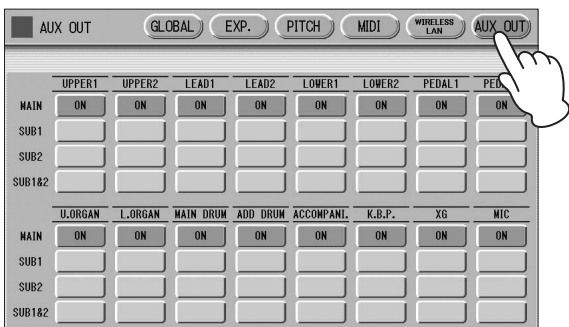 AUX OUT GLOBAL EXP. PITCH MIDI WIRELESS LAN AUX OUT
UPPER1 UPPER2 LEAD1 LEAD2 LOWER1 LOWER2 PEDAL1
MAIN ON ON ON ON ON ON ON ON
SUB1
SUB2
SUB1&2
U.ORGAN L.ORGAN MAIN DRUM ADD DRUM ACCOMPANI. K.B.P. XG MIC
MAIN ON ON ON ON ON ON ON ON
SUB1
SUB2
SUB1&2